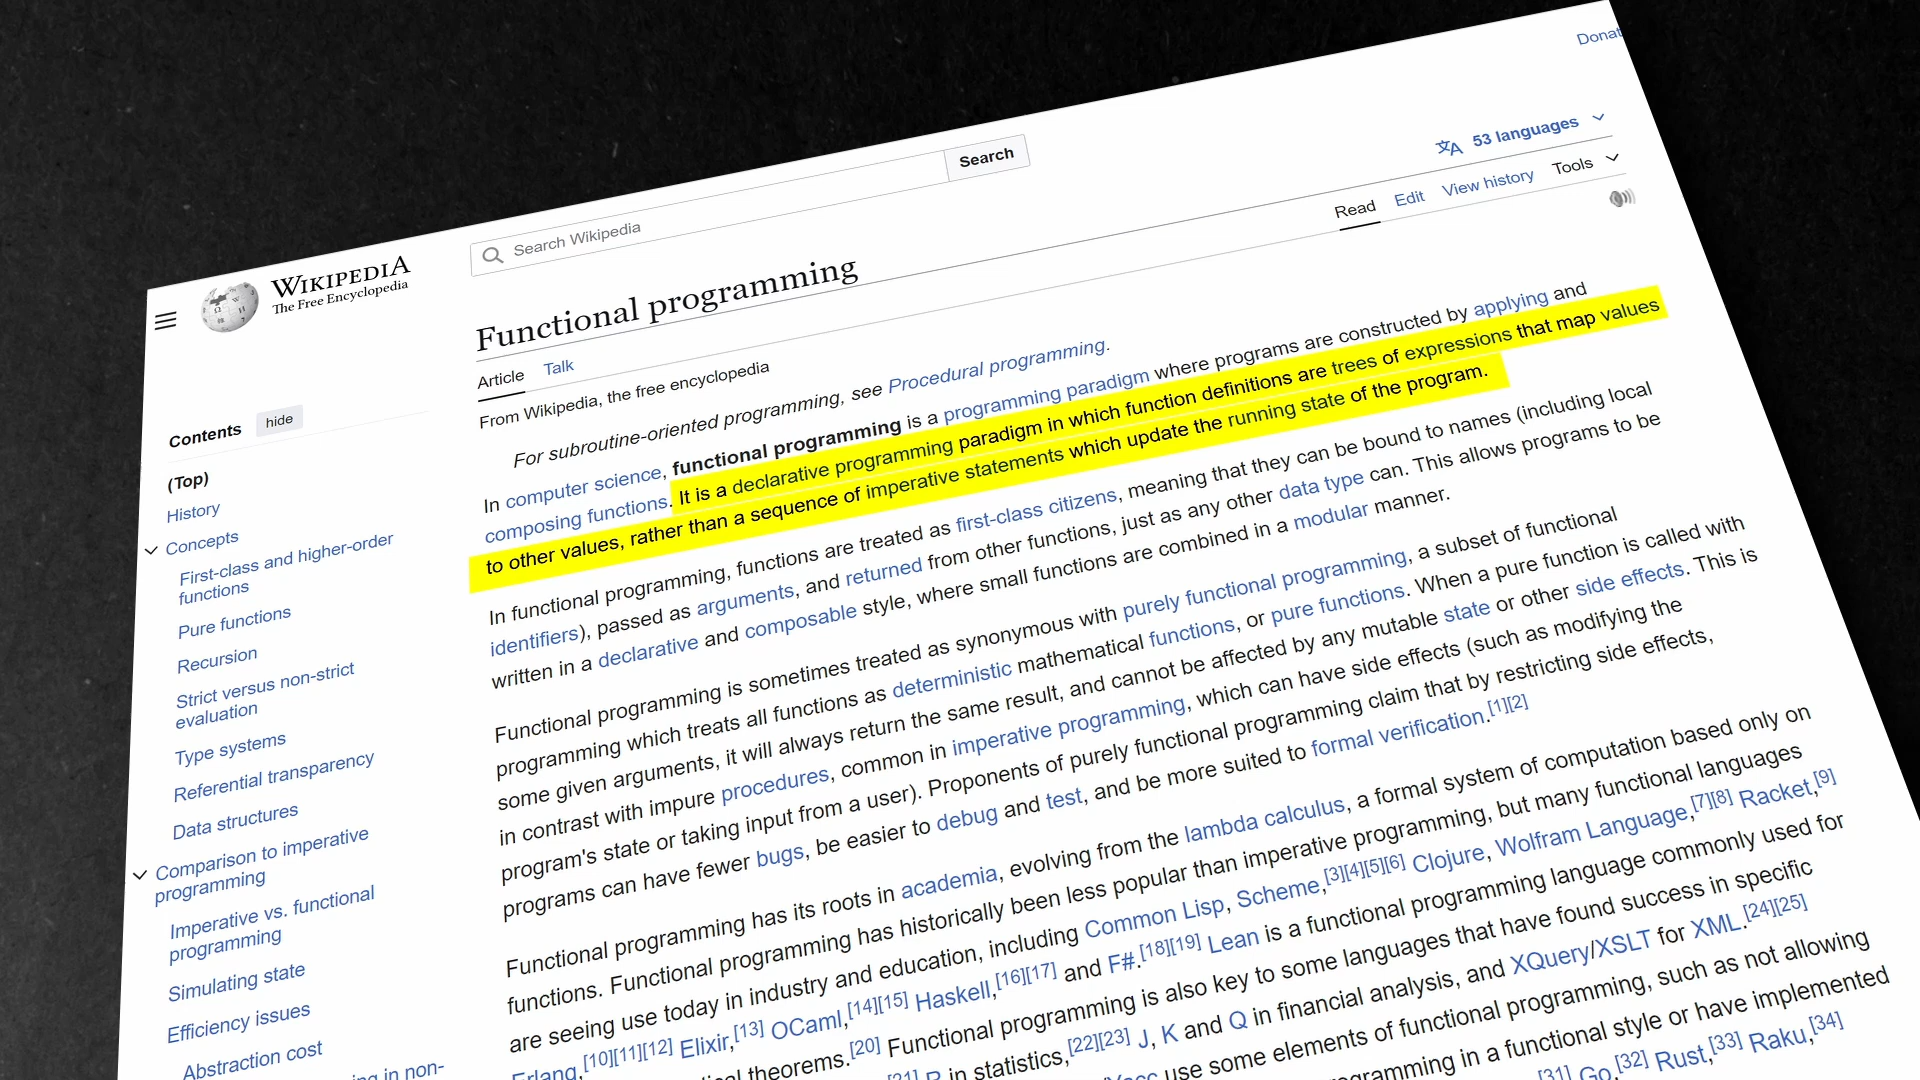 Donat
53 languages
Search Wikipedia
Search
WIKIPEDIA
The Free Encyclopedia
Functional programming
Article Talk
Read Edit View history Tools
From Wikipedia, the free encyclopedia
For subroutine-oriented programming, see Procedural programming.
In computer science, functional programming is a programming paradigm where programs are constructed by applying and
composing functions. It is a declarative programming paradigm in which function definitions are trees of expressions that map values
to other values, rather than a sequence of imperative statements which update the running state of the program.
In functional programming, functions are treated as first-class citizens, meaning that they can be bound to names (including local
identifiers), passed as arguments, and returned from other functions, just as any other data type can. This allows programs to be
written in a declarative and composable style, where small functions are combined in a modular manner.
Functional programming is sometimes treated as synonymous with purely functional programming, a subset of functional
programming which treats all functions as deterministic mathematical functions, or pure functions. When a pure function is called with
some given arguments, it will always return the same result, and cannot be affected by any mutable state or other side effects. This is
in contrast with impure procedures, common in imperative programming, which can have side effects (such as modifying the
program's state or taking input from a user). Proponents of purely functional programming claim that by restricting side effects,
programs can have fewer bugs, be easier to debug and test, and be more suited to formal verification.[1][2]
Functional programming has its roots in academia, evolving from the lambda calculus, a formal system of computation based only on
functions. Functional programming has historically been less popular than imperative programming, but many functional languages
are seeing use today in industry and education, including Common Lisp, Scheme,[3][4][5][6] Clojure, Wolfram Language,[7][8] Racket,[9]
Erlang,[10][11][12] Elixir,[13] OCaml,[14][15] Haskell,[16][17] and F#.[18][19] Lean is a functional programming language commonly used for
theorems.[20] Functional programming is also key to some languages that have found success in specific
R in statistics,[22][23] J, K and Q in financial analysis, and XQuery/XSLT for XML.[24][25]
use some elements of functional programming, such as not allowing
programming in a functional style or have implemented
[31] Go,[32] Rust,[33] Raku,[34]
Contents hide
(Top)
History
Concepts
First-class and higher-order
functions
Pure functions
Recursion
Strict versus non-strict
evaluation
Type systems
Referential transparency
Data structures
Comparison to imperative
programming
Imperative vs. functional
programming
Simulating state
Efficiency issues
Abstraction cost
in non-